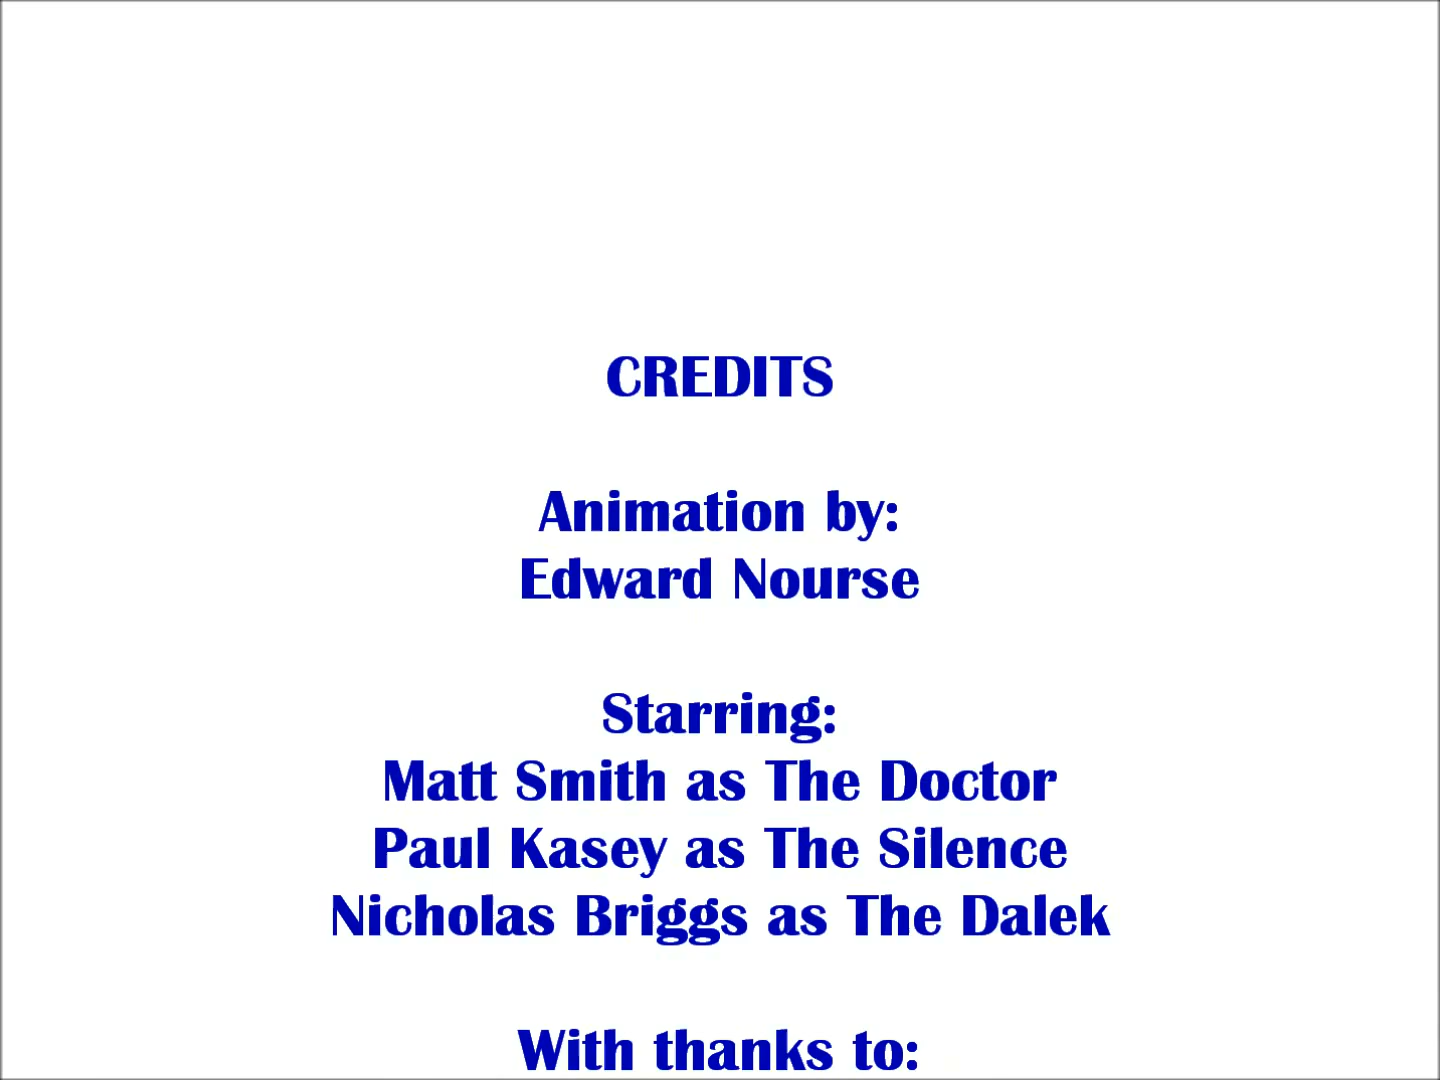 CREDITS
Animation by:
Edward Nourse
Starring:
Matt Smith as The Doctor
Paul Kasey as The Silence
Nicholas Briggs as The Dalek
With thanks to: